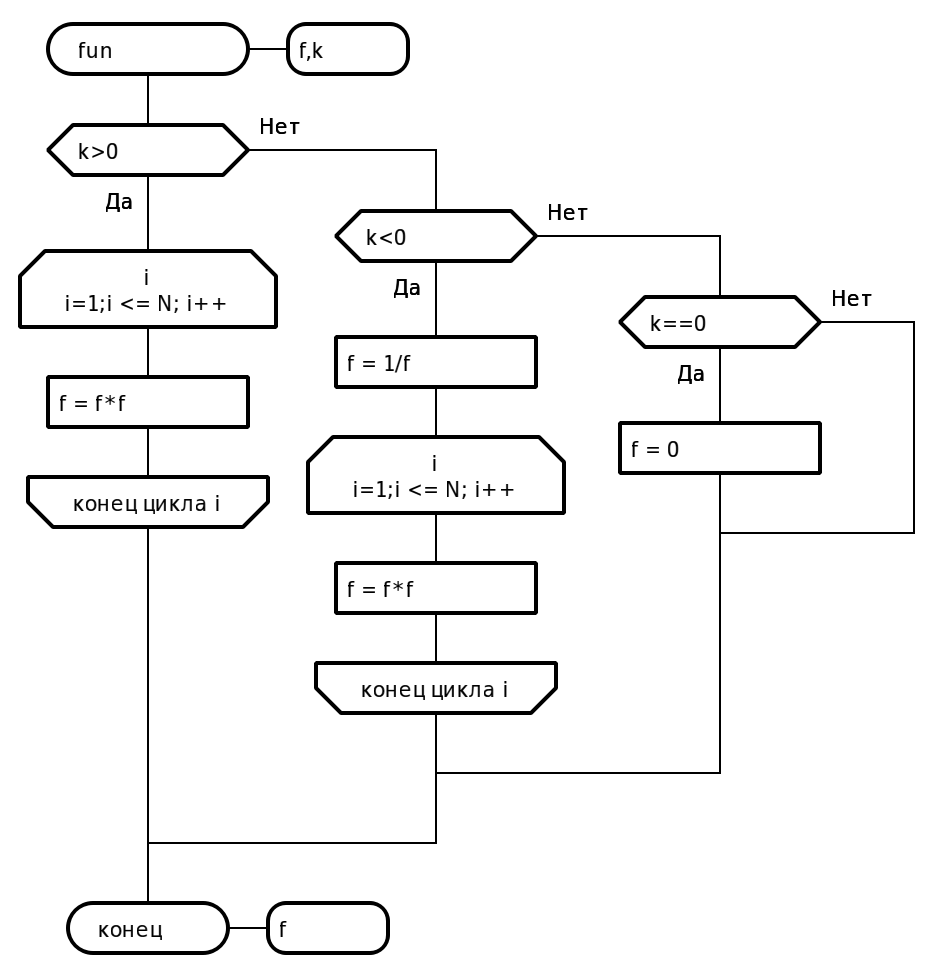 fun
f,k
k>0
Нет
Да
i
i=1;i <= N; i++
f = f*f
конец цикла i
k<0
Нет
Да
f = 1/f
i
i=1;i <= N; i++
f = f*f
конец цикла i
k==0
Нет
Да
f = 0
конец
f